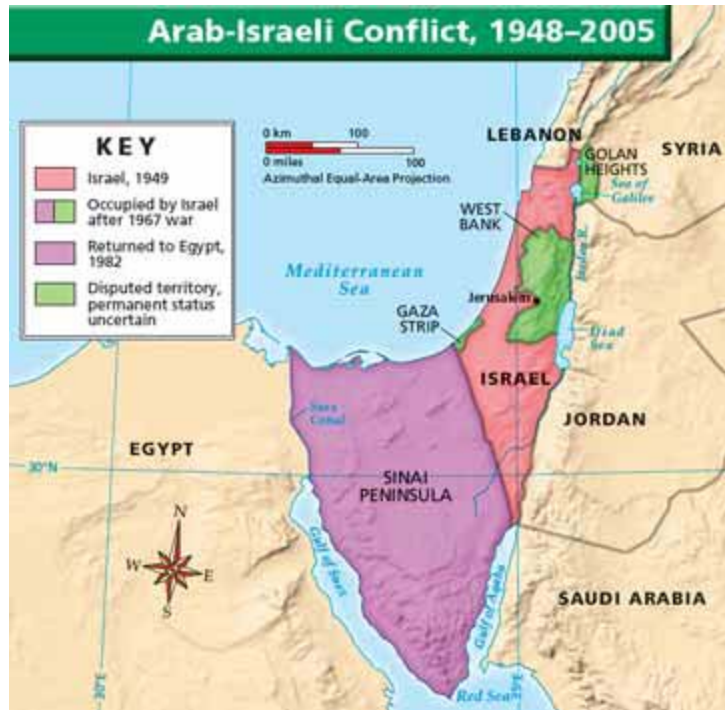 Arab-Israeli Conflict, 1948–2005
KEY
Israel, 1949
Occupied by Israel
after 1967 war
Returned to Egypt,
1982
Disputed territory,
permanent status
uncertain
0 km 100
0 miles 100
Azimuthal Equal-Area Projection
LEBANON
GOLAN
HEIGHTS
SYRIA
Sea of
Galilee
WEST
BANK
Jordan R.
Mediterranean
Sea
Jerusalem
GAZA
STRIP
Dead
Sea
ISRAEL
JORDAN
Suez
Canal
EGYPT
30°N
SINAI
PENINSULA
N
W
E
S
Gulf of Suez
Gulf of Aqaba
SAUDI ARABIA
Red Sea
30°E
35°E